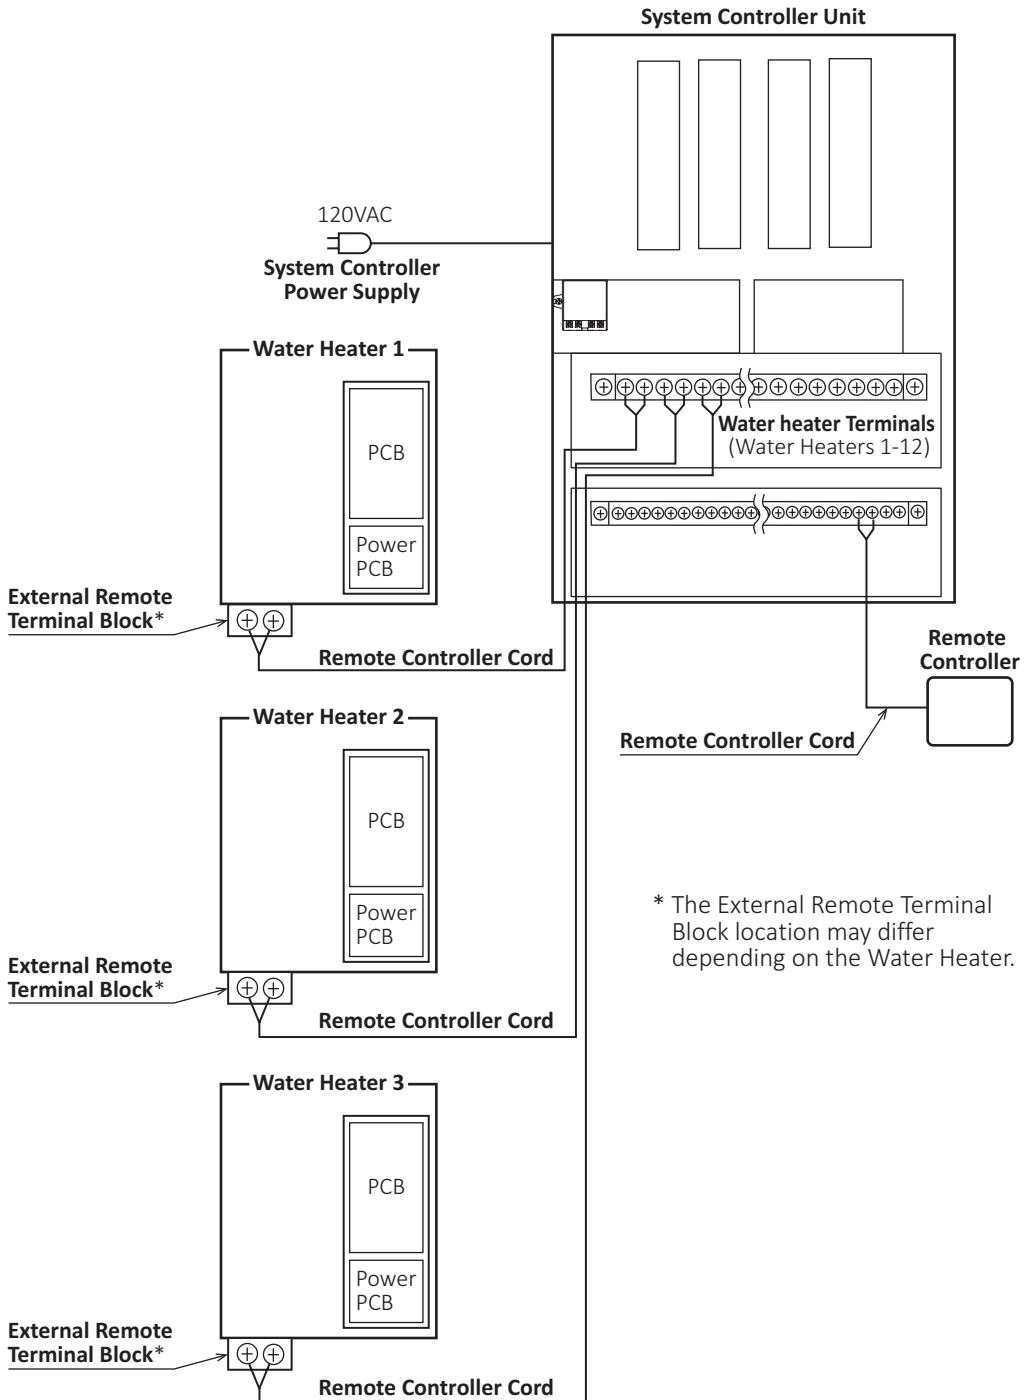 System Controller Unit
120VAC
System Controller
Power Supply
Water Heater 1
PCB
Power
PCB
Water heater Terminals
(Water Heaters 1-12)
External Remote
Terminal Block*
Remote Controller Cord
Remote
Controller
Remote Controller Cord
Water Heater 2
PCB
Power
PCB
* The External Remote Terminal
Block location may differ
depending on the Water Heater.
External Remote
Terminal Block*
Remote Controller Cord
Water Heater 3
PCB
Power
PCB
External Remote
Terminal Block*
Remote Controller Cord